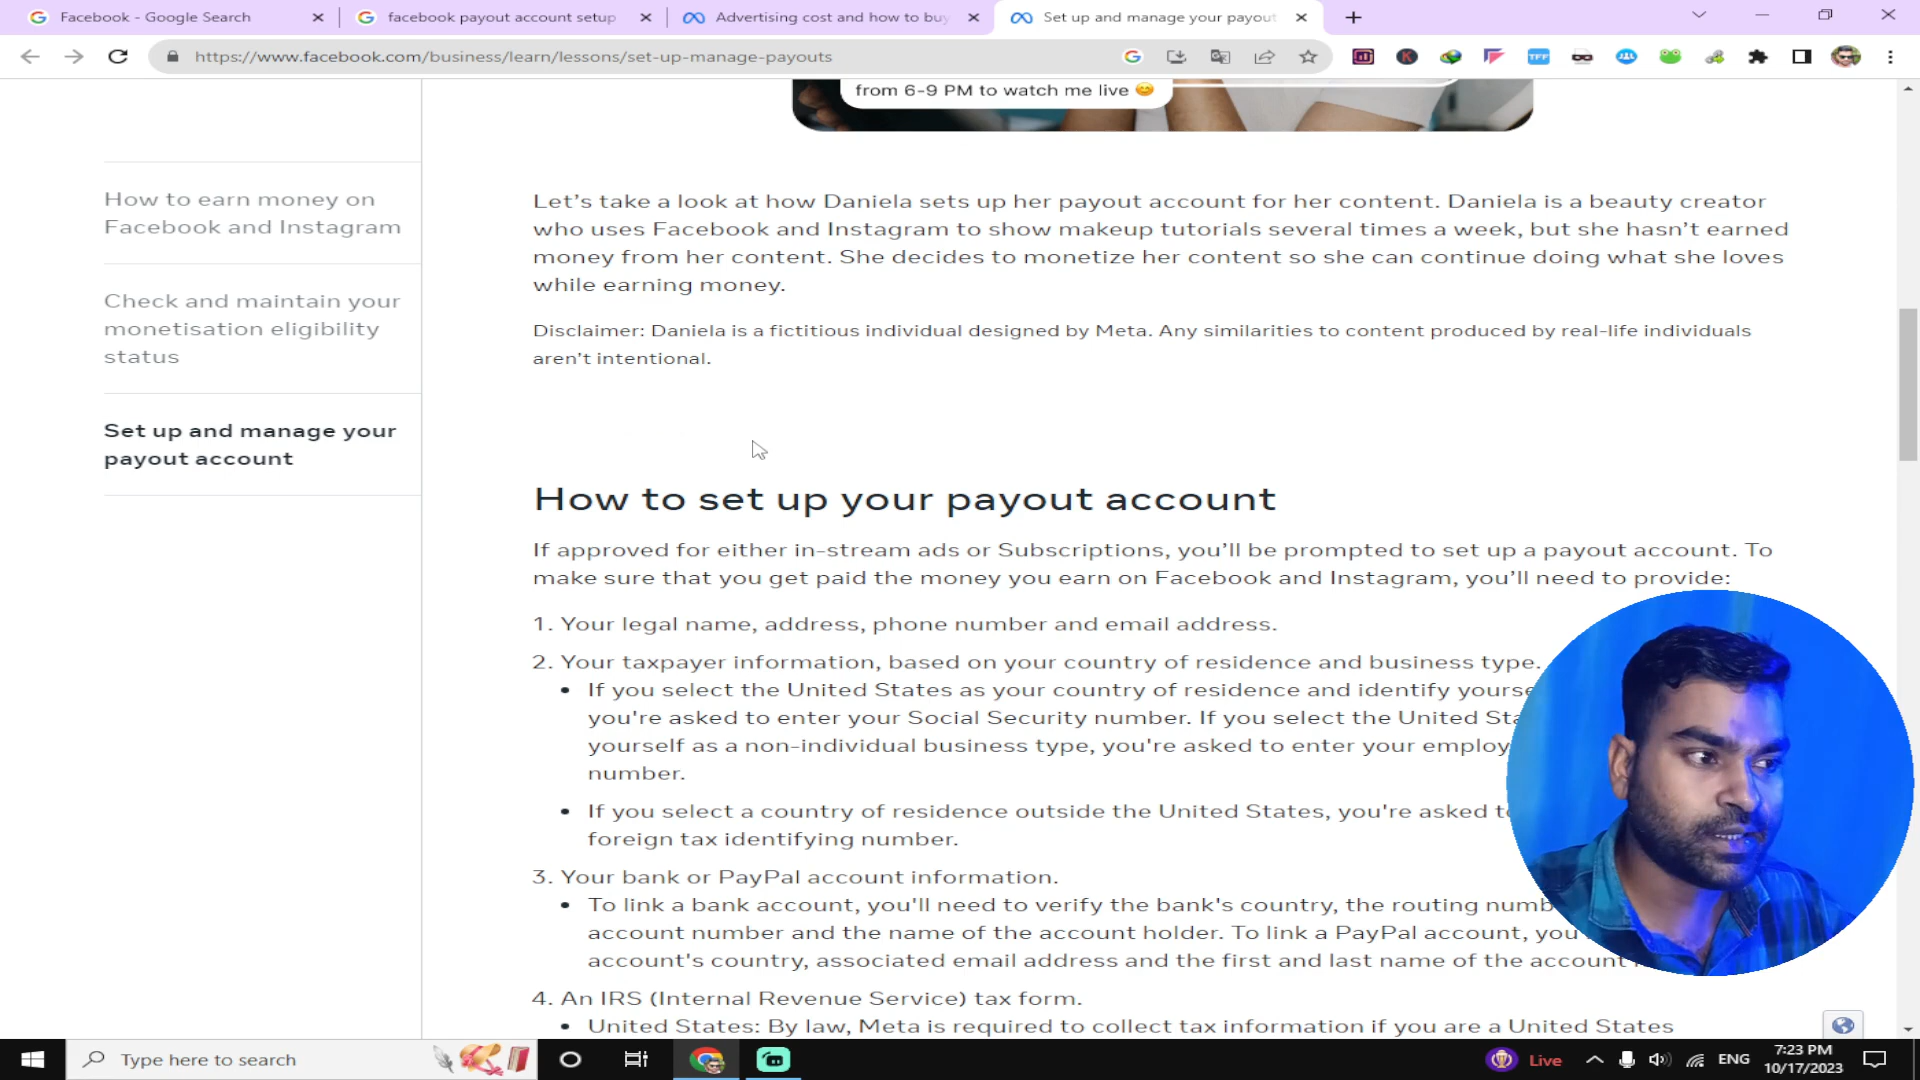 Facebook - Google Search
facebook payout account setup
Advertising cost and how to buy
Set up and manage your payout
https://www.facebook.com/business/learn/lessons/set-up-manage-payouts
TFF
from 6-9 PM to watch me live 😊
How to earn money on
Facebook and Instagram
Check and maintain your
monetisation eligibility
status
Set up and manage your
payout account
Let’s take a look at how Daniela sets up her payout account for her content. Daniela is a beauty creator
who uses Facebook and Instagram to show makeup tutorials several times a week, but she hasn’t earned
money from her content. She decides to monetize her content so she can continue doing what she loves
while earning money.
Disclaimer: Daniela is a fictitious individual designed by Meta. Any similarities to content produced by real-life individuals
aren't intentional.
How to set up your payout account
If approved for either in-stream ads or Subscriptions, you’ll be prompted to set up a payout account. To
make sure that you get paid the money you earn on Facebook and Instagram, you’ll need to provide:
1. Your legal name, address, phone number and email address.
2. Your taxpayer information, based on your country of residence and business type.
• If you select the United States as your country of residence and identify
you're asked to enter your Social Security number. If you select the United
yourself as a non-individual business type, you're asked to enter your
number.
• If you select a country of residence outside the United States, you're asked
foreign tax identifying number.
3. Your bank or PayPal account information.
• To link a bank account, you'll need to verify the bank's country, the routing
account number and the name of the account holder. To link a PayPal account,
account's country, associated email address and the first and last name of the account
4. An IRS (Internal Revenue Service) tax form.
• United States: By law, Meta is required to collect tax information if you are a United States
Type here to search
Live
ENG
7:23 PM
10/17/2023